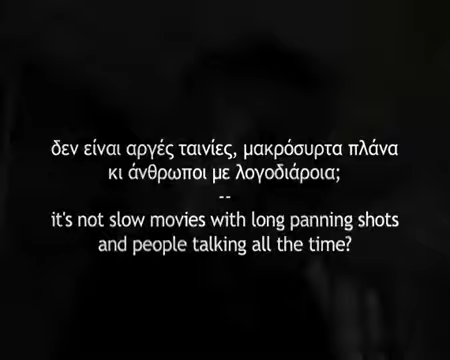 δεν είναι αργές ταινίες, μακρόσυρτα πλάνα
κι άνθρωποι με λογοδιάροια;
--
it's not slow movies with long panning shots
and people talking all the time?